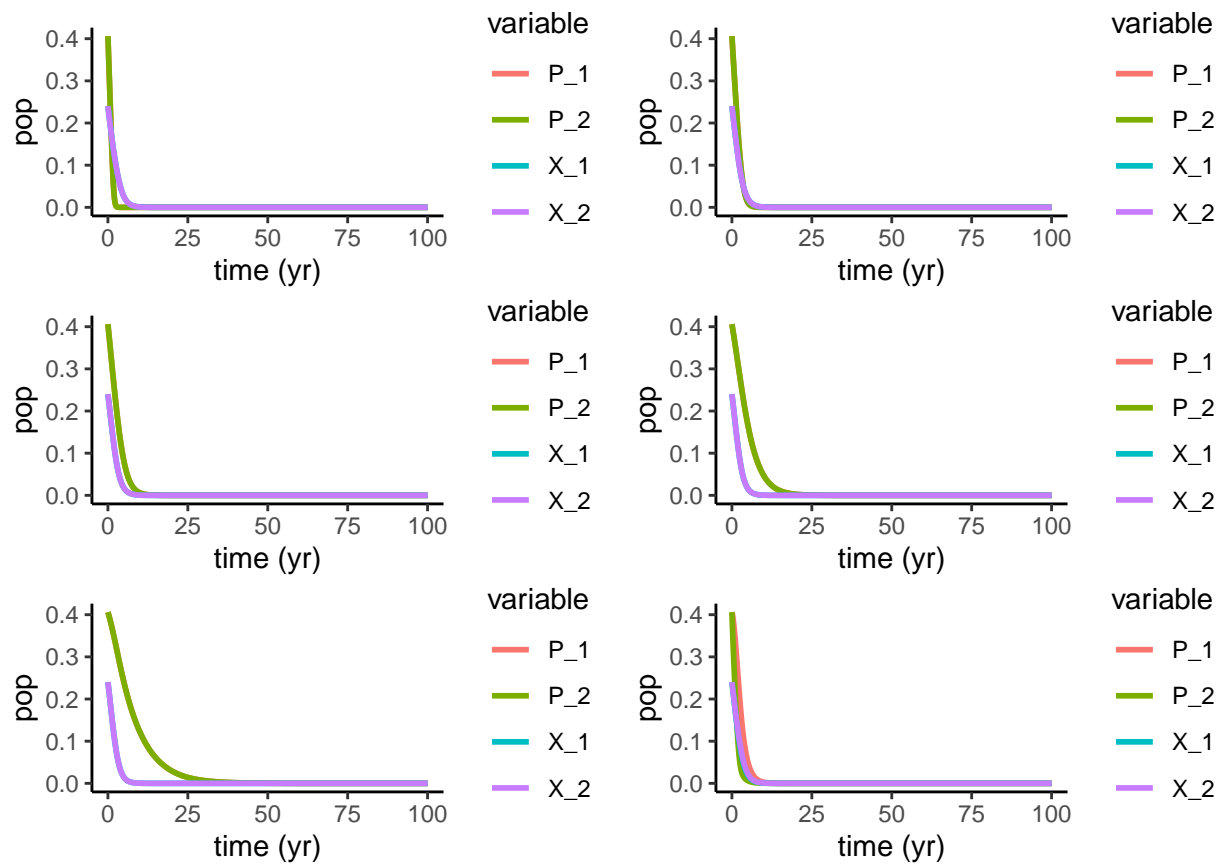 variable
P_1
P_2
X_1
X_2
pop
0.4
0.3
0.2
0.1
0.0
0 25 50 75 100
time (yr)
variable
P_1
P_2
X_1
X_2
pop
0.4
0.3
0.2
0.1
0.0
0 25 50 75 100
time (yr)
variable
P_1
P_2
X_1
X_2
pop
0.4
0.3
0.2
0.1
0.0
0 25 50 75 100
time (yr)
variable
P_1
P_2
X_1
X_2
pop
0.4
0.3
0.2
0.1
0.0
0 25 50 75 100
time (yr)
variable
P_1
P_2
X_1
X_2
pop
0.4
0.3
0.2
0.1
0.0
0 25 50 75 100
time (yr)
variable
P_1
P_2
X_1
X_2
pop
0.4
0.3
0.2
0.1
0.0
0 25 50 75 100
time (yr)